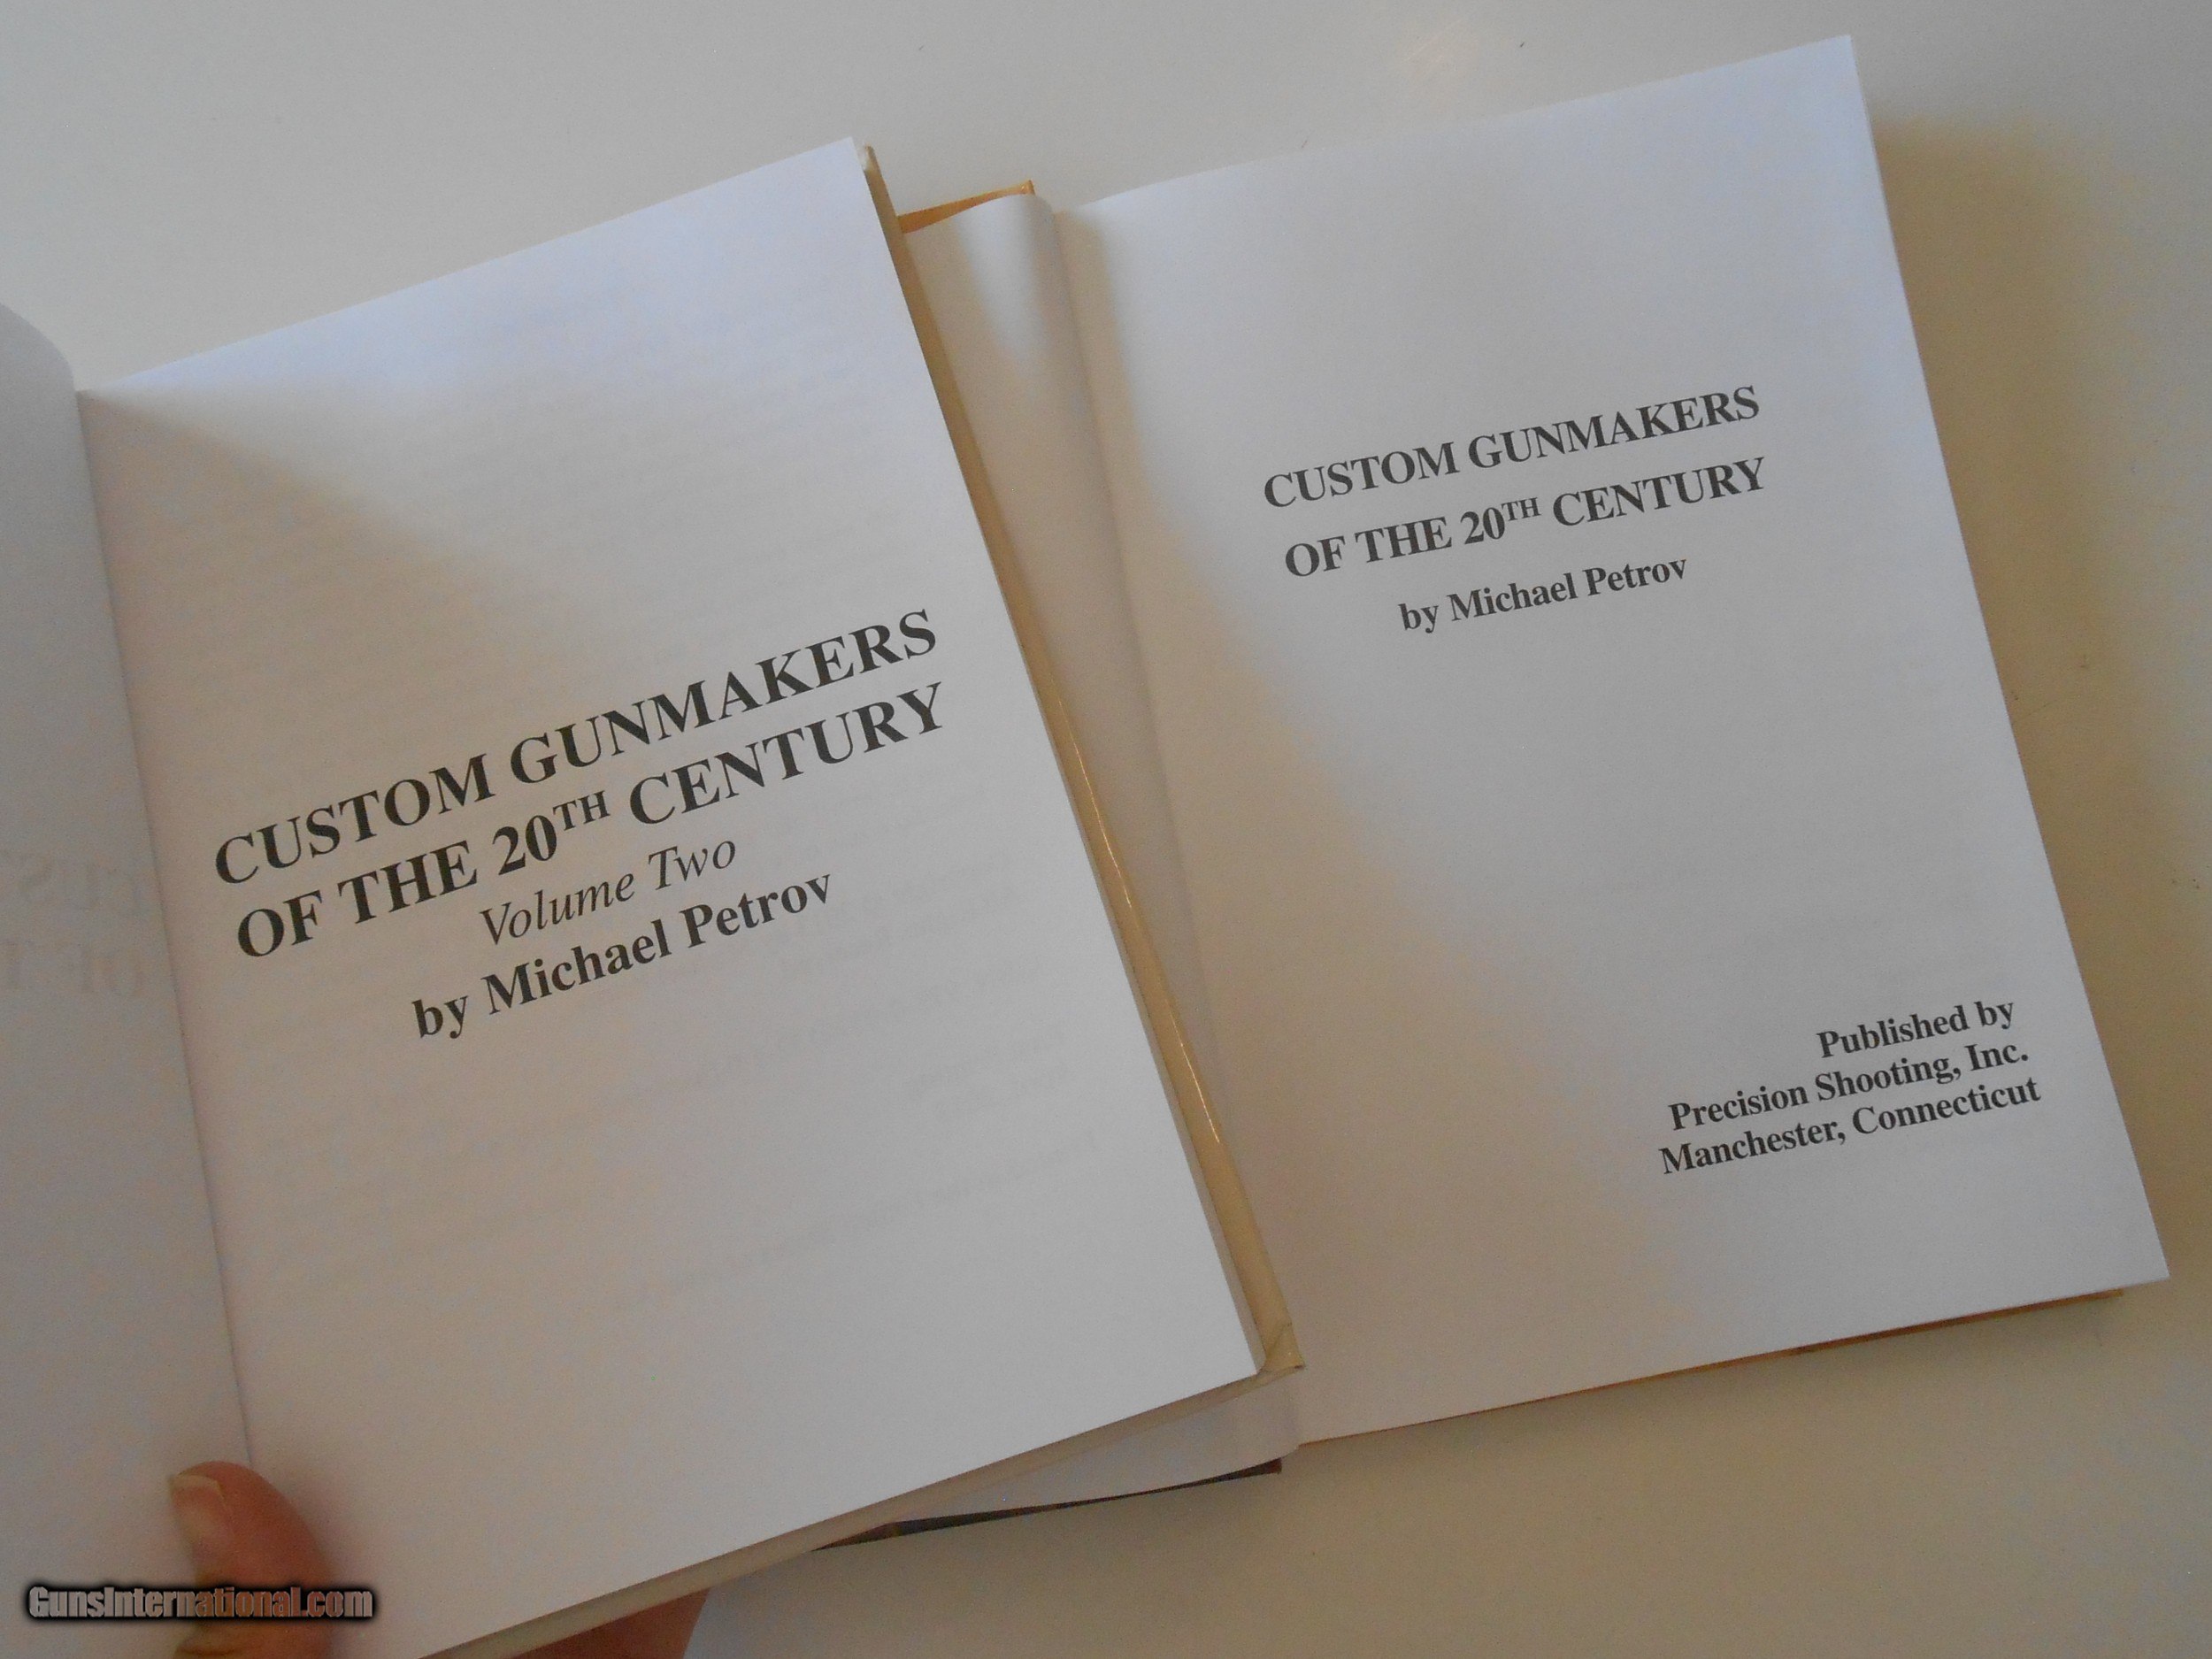 CUSTOM GUNMAKERS
OF THE 20TH CENTURY
Volume Two
by Michael Petrov
CUSTOM GUNMAKERS
OF THE 20TH CENTURY
by Michael Petrov
Published by
Precision Shooting, Inc.
Manchester, Connecticut
GunsInternational.com